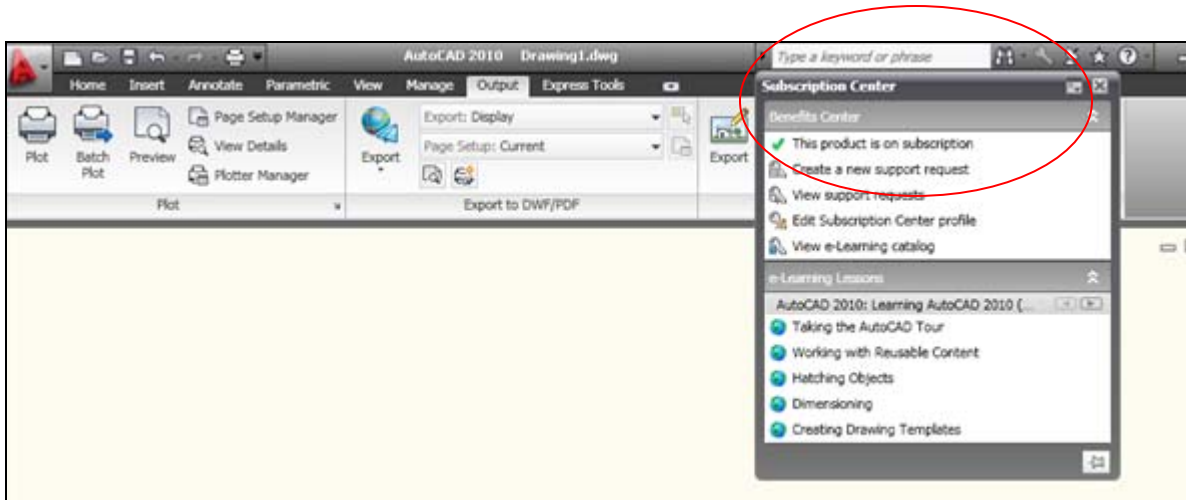 AutoCAD 2010 Drawing1.dwg
Type a keyword or phrase
Home Insert Annotate Parametric View Manage Output Express Tools
Plot
Batch Plot
Preview
Page Setup Manager
View Details
Plotter Manager
Plot
Export
Export: Display
Page Setup: Current
Export to DWF/PDF
Export
Subscription Center
Benefits Center
This product is on subscription
Create a new support request
View support requests
Edit Subscription Center profile
View e-Learning catalog
e-Learning Lessons
AutoCAD 2010: Learning AutoCAD 2010 (...
Taking the AutoCAD Tour
Working with Reusable Content
Hatching Objects
Dimensioning
Creating Drawing Templates